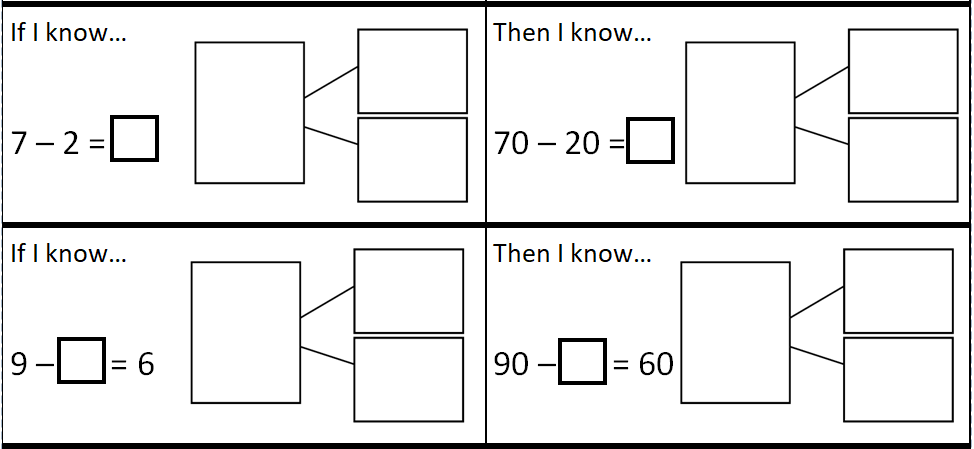 If I know...
7 – 2 =
Then I know...
70 – 20 =
If I know...
9 – = 6
Then I know...
90 – = 60